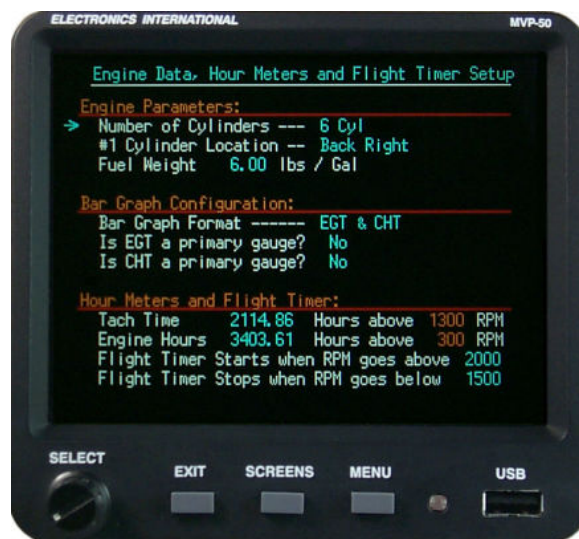 ELECTRONICS INTERNATIONAL MVP-50
Engine Data, Hour Meters and Flight Timer Setup
Engine Parameters:
Number of Cylinders --- 6 Cyl
#1 Cylinder Location -- Back Right
Fuel Weight 6.00 lbs / Gal
Bar Graph Configuration:
Bar Graph Format ------ EGT & CHT
Is EGT a primary gauge? No
Is CHT a primary gauge? No
Hour Meters and Flight Timer:
Tach Time 2114.86 Hours above 1300 RPM
Engine Hours 3403.61 Hours above 300 RPM
Flight Timer Starts when RPM goes above 2000
Flight Timer Stops when RPM goes below 1500
SELECT EXIT SCREENS MENU USB